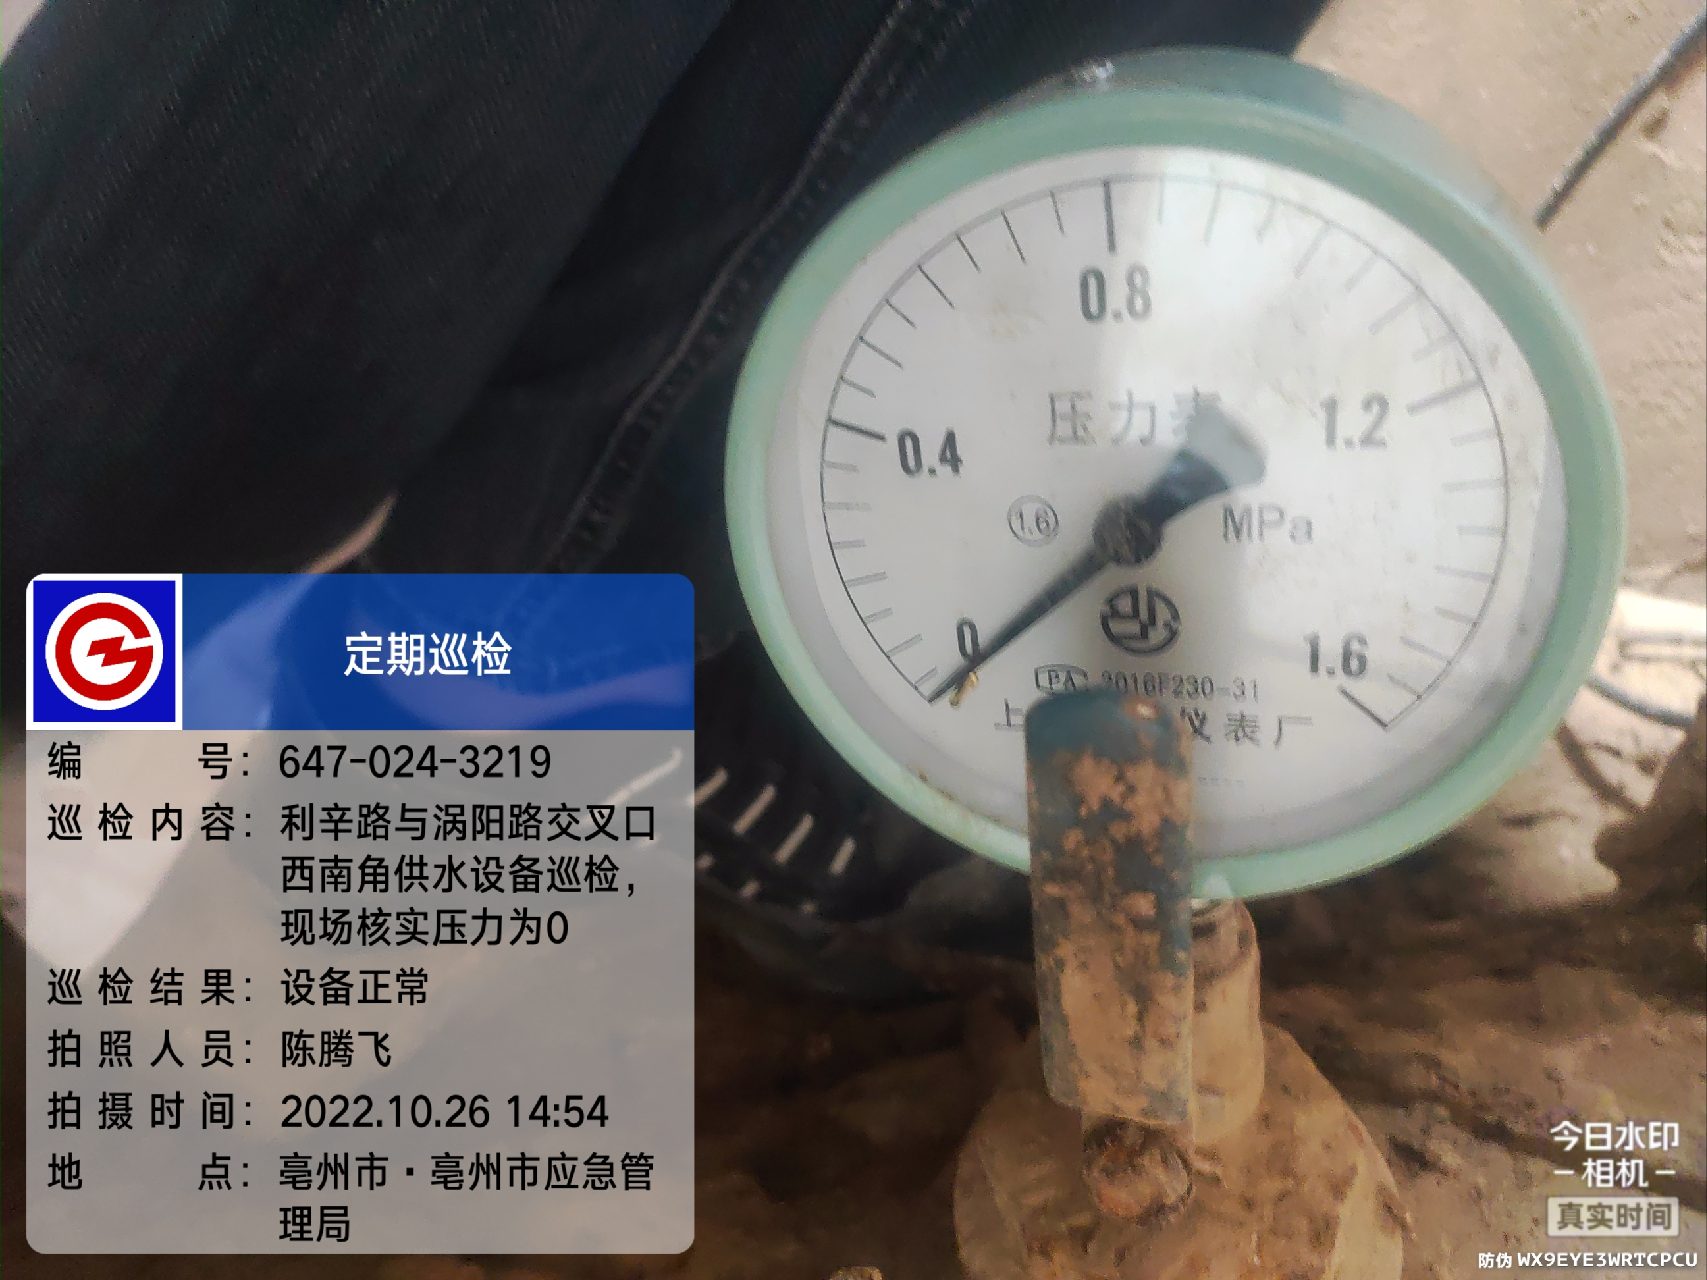 0.8
压力表
1.2
0.4
1.6
MPa
0
1.6
PA 2016F230-31
上
仪表厂
定期巡检
编号：647-024-3219
巡检内容：利辛路与涡阳路交叉口
西南角供水设备巡检，
现场核实压力为0
巡检结果：设备正常
拍照人员：陈腾飞
拍摄时间：2022.10.26 14:54
地点：亳州市·亳州市应急管
理局
今日水印
相机
真实时间
防伪 WX9EYE3WRTCPCU